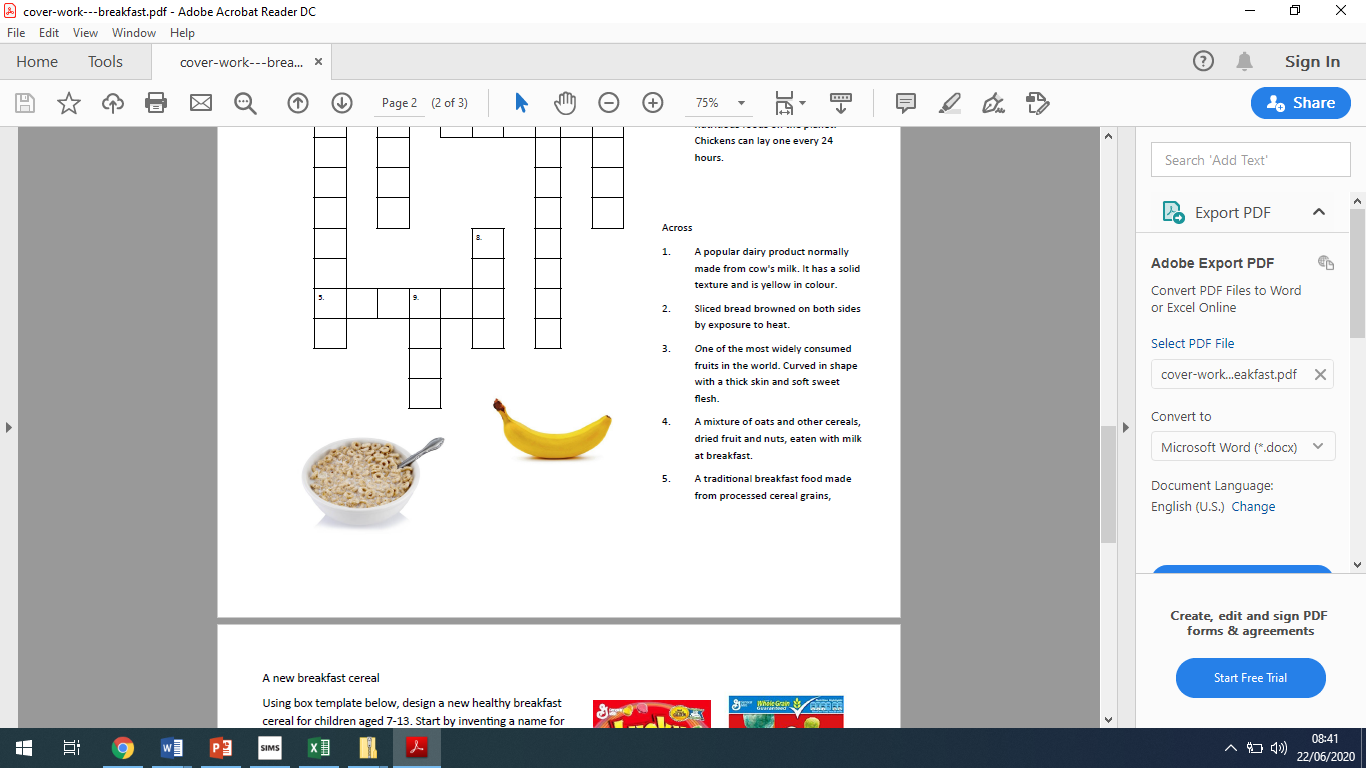 cover-work---breakfast.pdf - Adobe Acrobat Reader DC
File Edit View Window Help
Home Tools cover-work---brea... × Sign In
Page 2 (2 of 3) 75% Share
nutritious foods on the planet.
Chickens can lay one every 24
hours.
8.
5. 9.
Across
1. A popular dairy product normally
made from cow's milk. It has a solid
texture and is yellow in colour.
2. Sliced bread browned on both sides
by exposure to heat.
3. One of the most widely consumed
fruits in the world. Curved in shape
with a thick skin and soft sweet
flesh.
4. A mixture of oats and other cereals,
dried fruit and nuts, eaten with milk
at breakfast.
5. A traditional breakfast food made
from processed cereal grains,
A new breakfast cereal
Using box template below, design a new healthy breakfast
cereal for children aged 7-13. Start by inventing a name for
Whole Grain
Guaranteed
Search 'Add Text'
Export PDF
Adobe Export PDF
Convert PDF Files to Word
or Excel Online
Select PDF File
cover-work...eakfast.pdf
Convert to
Microsoft Word (*.docx)
Document Language:
English (U.S.) Change
Create, edit and sign PDF
forms & agreements
Start Free Trial
SIMS
08:41
22/06/2020